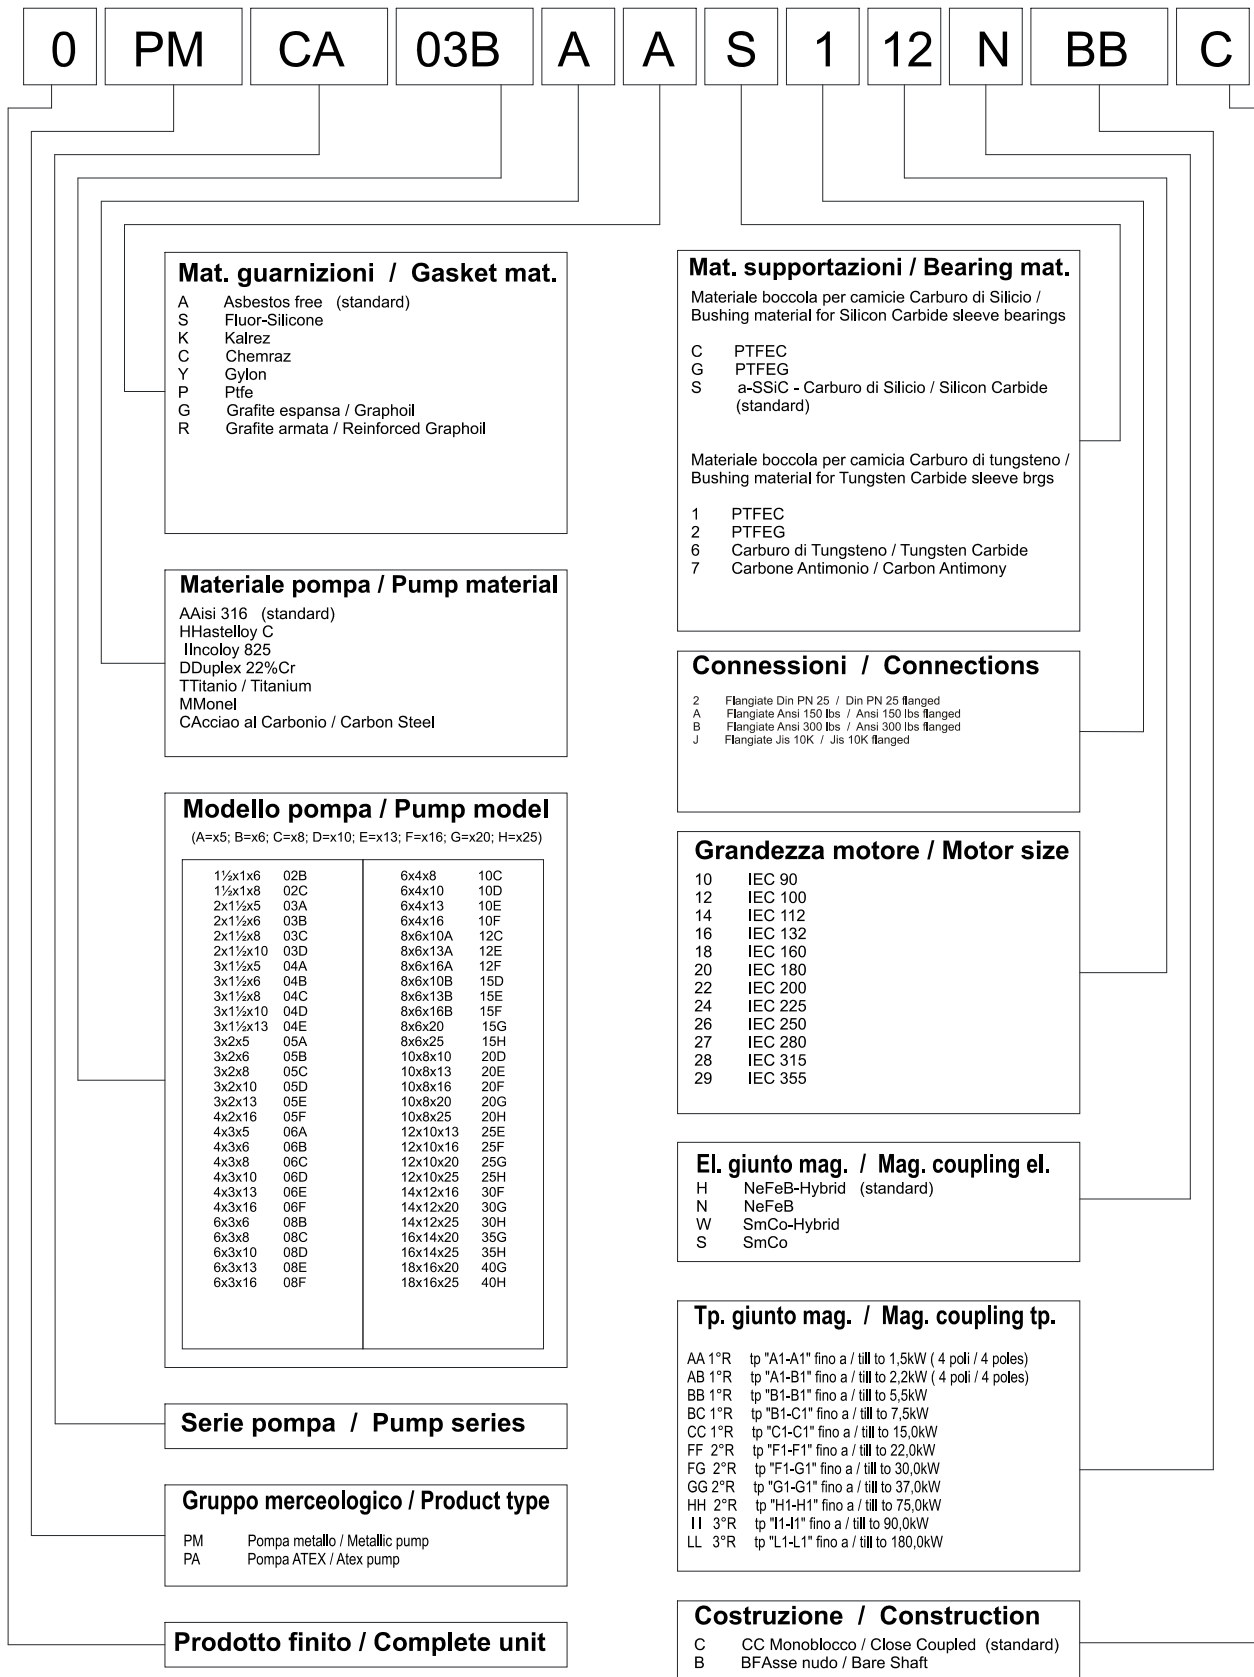 0 PM CA 03B A A S 1 12 N BB C
Mat. guarnizioni / Gasket mat.
A Asbestos free (standard)
S Fluor-Silicone
K Kalrez
C Chemraz
Y Gylon
P Ptfe
G Grafite espansa / Graphoil
R Grafite armata / Reinforced Graphoil
Materiale pompa / Pump material
AAisi 316 (standard)
HHastelloy C
IIncoloy 825
DDuplex 22%Cr
TTitanio / Titanium
MMonel
CAcciao al Carbonio / Carbon Steel
Modello pompa / Pump model
(A=x5; B=x6; C=x8; D=x10; E=x13; F=x16; G=x20; H=x25)
1½x1x6 02B
1½x1x8 02C
2x1½x5 03A
2x1½x6 03B
2x1½x8 03C
2x1½x10 03D
3x1½x5 04A
3x1½x6 04B
3x1½x8 04C
3x1½x10 04D
3x1½x13 04E
3x2x5 05A
3x2x6 05B
3x2x8 05C
3x2x10 05D
3x2x13 05E
4x2x16 05F
4x3x5 06A
4x3x6 06B
4x3x8 06C
4x3x10 06D
4x3x13 06E
4x3x16 06F
6x3x6 08B
6x3x8 08C
6x3x10 08D
6x3x13 08E
6x3x16 08F
6x4x8 10C
6x4x10 10D
6x4x13 10E
6x4x16 10F
8x6x10A 12C
8x6x13A 12E
8x6x16A 12F
8x6x10B 15D
8x6x13B 15E
8x6x16B 15F
8x6x20 15G
8x6x25 15H
10x8x10 20D
10x8x13 20E
10x8x16 20F
10x8x20 20G
10x8x25 20H
12x10x13 25E
12x10x16 25F
12x10x20 25G
12x10x25 25H
14x12x16 30F
14x12x20 30G
14x12x25 30H
16x14x20 35G
16x14x25 35H
18x16x20 40G
18x16x25 40H
Serie pompa / Pump series
Gruppo merceologico / Product type
PM Pompa metallo / Metallic pump
PA Pompa ATEX / Atex pump
Prodotto finito / Complete unit
Mat. supportazioni / Bearing mat.
Materiale boccola per camicie Carburo di Silicio /
Bushing material for Silicon Carbide sleeve bearings
C PTFEC
G PTFEG
S a-SSiC - Carburo di Silicio / Silicon Carbide
(standard)
Materiale boccola per camicia Carburo di tungsteno /
Bushing material for Tungsten Carbide sleeve brgs
1 PTFEC
2 PTFEG
6 Carburo di Tungsteno / Tungsten Carbide
7 Carbone Antimonio / Carbon Antimony
Connessioni / Connections
2 Flangiate Din PN 25 / Din PN 25 flanged
A Flangiate Ansi 150 lbs / Ansi 150 lbs flanged
B Flangiate Ansi 300 lbs / Ansi 300 lbs flanged
J Flangiate Jis 10K / Jis 10K flanged
Grandezza motore / Motor size
10 IEC 90
12 IEC 100
14 IEC 112
16 IEC 132
18 IEC 160
20 IEC 180
22 IEC 200
24 IEC 225
26 IEC 250
27 IEC 280
28 IEC 315
29 IEC 355
El. giunto mag. / Mag. coupling el.
H NeFeB-Hybrid (standard)
N NeFeB
W SmCo-Hybrid
S SmCo
Tp. giunto mag. / Mag. coupling tp.
AA 1°R tp "A1-A1" fino a / till to 1,5kW ( 4 poli / 4 poles)
AB 1°R tp "A1-B1" fino a / till to 2,2kW ( 4 poli / 4 poles)
BB 1°R tp "B1-B1" fino a / till to 5,5kW
BC 1°R tp "B1-C1" fino a / till to 7,5kW
CC 1°R tp "C1-C1" fino a / till to 15,0kW
FF 2°R tp "F1-F1" fino a / till to 22,0kW
FG 2°R tp "F1-G1" fino a / till to 30,0kW
GG 2°R tp "G1-G1" fino a / till to 37,0kW
HH 2°R tp "H1-H1" fino a / till to 75,0kW
I I 3°R tp "I1-I1" fino a / till to 90,0kW
LL 3°R tp "L1-L1" fino a / till to 180,0kW
Costruzione / Construction
C CC Monoblocco / Close Coupled (standard)
B BFAsse nudo / Bare Shaft